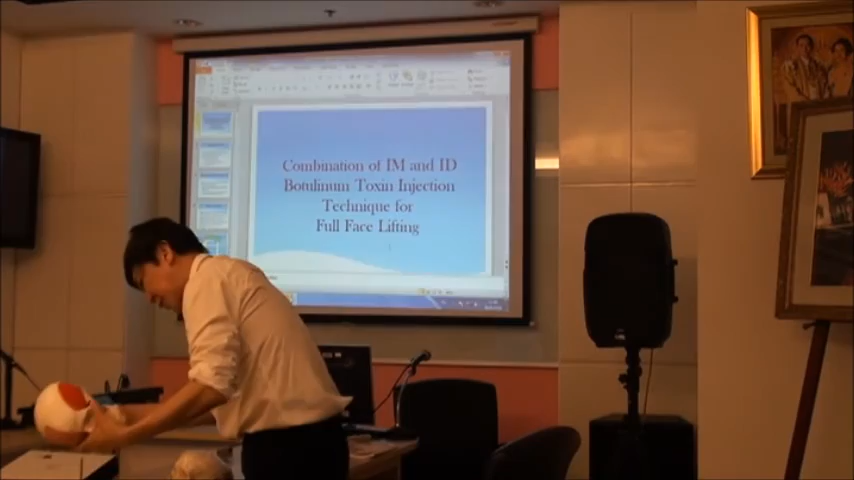 Combination of IM and ID
Botulinum Toxin Injection
Technique for
Full Face Lifting